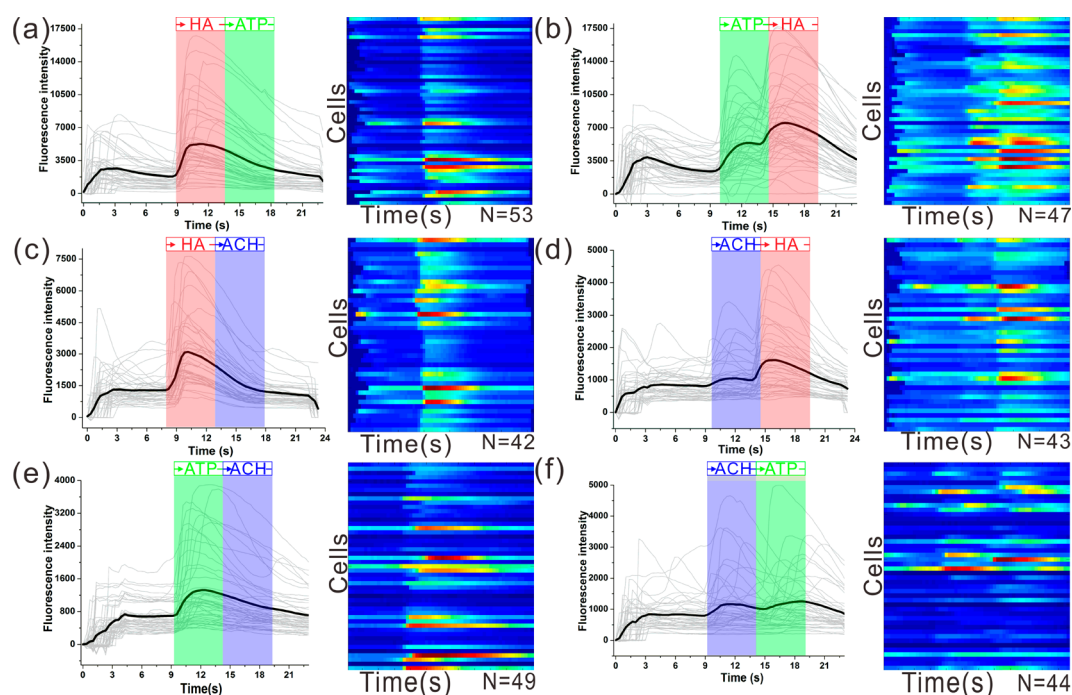 (a)
HA
ATP
Fluorescence intensity
17500
14000
10500
7000
3500
0
0 3 6 9 12 15 18 21 24
Time (s)
Cells
Time(s)
N=53
(b)
ATP
HA
Fluorescence intensity
17500
14000
10500
7000
3500
0
0 3 6 9 12 15 18 21
Time (s)
Cells
Time(s)
N=47
(c)
HA
ACH
Fluorescence intensity
7500
6000
4500
3000
1500
0
0 3 6 9 12 15 18 21 24
Time (s)
Cells
Time(s)
N=42
(d)
ACH
HA
Fluorescence intensity
5000
4000
3000
2000
1000
0
0 3 6 9 12 15 18 21 24
Time (s)
Cells
Time(s)
N=43
(e)
ATP
ACH
Fluorescence intensity
4000
3200
2400
1600
800
0
0 3 6 9 12 15 18 21
Time(s)
Cells
Time(s)
N=49
(f)
ACH
ATP
Fluorescence intensity
5000
4000
3000
2000
1000
0
0 3 6 9 12 15 18 21
Time(s)
Cells
Time(s)
N=44